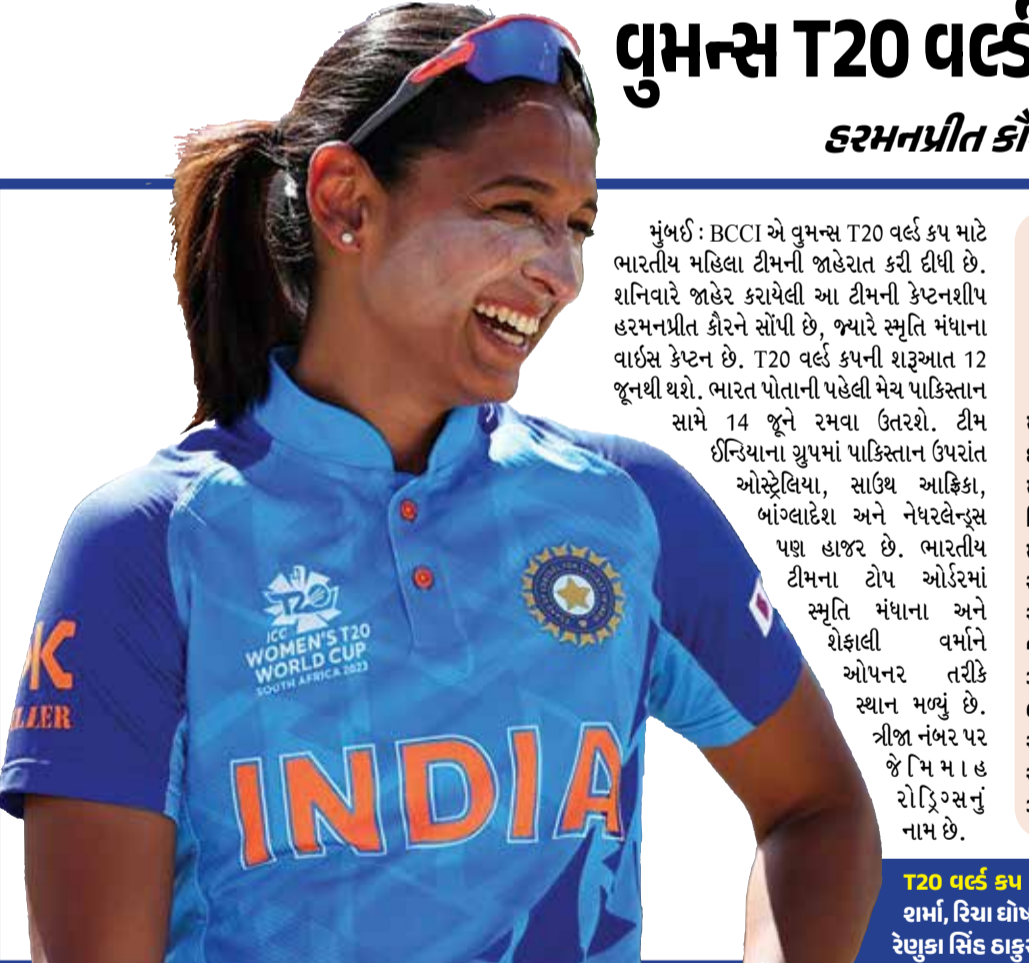 વુમન્સ T20 વર્લ્ડ
હરમનપ્રીત
મુંબઈ : BCCI એ વુમન્સ T20 વર્લ્ડ કપ માટે
ભારતીય મહિલા ટીમની જાહેરાત કરી દીધી છે.
શનિવારે જાહેર કરાયેલી આ ટીમની કેપ્ટનશીપ
હરમનપ્રીત કૌરને સોંપી છે, જ્યારે સ્મૃતિ મંધાના
વાઇસ કેપ્ટન છે. T20 વર્લ્ડ કપની શરૂઆત 12
જૂનથી થશે. ભારત પોતાની પહેલી મેચ પાકિસ્તાન
સામે 14 જૂને રમવા ઉતરશે. ટીમ
ઈન્ડિયાના ગ્રુપમાં પાકિસ્તાન ઉપરાંત
ઓસ્ટ્રેલિયા, સાઉથ આફ્રિકા,
બાંગ્લાદેશ અને નેધરલેન્ડ્સ
પણ હાજર છે. ભારતીય
ટીમના ટોપ ઓર્ડરમાં
સ્મૃતિ મંધાના અને
શેફાલી વર્માને
ઓપનર તરીકે
સ્થાન મળ્યું છે.
ત્રીજા નંબર પર
જેમિમાહ
રોડ્રિગ્સનું
નામ છે.
T20
ICC
WOMEN'S T20
WORLD CUP
SOUTH AFRICA 2023
INDIA
T20 વર્લ્ડ કપ
શર્મા, રિચા
રેણુકા સિંહ